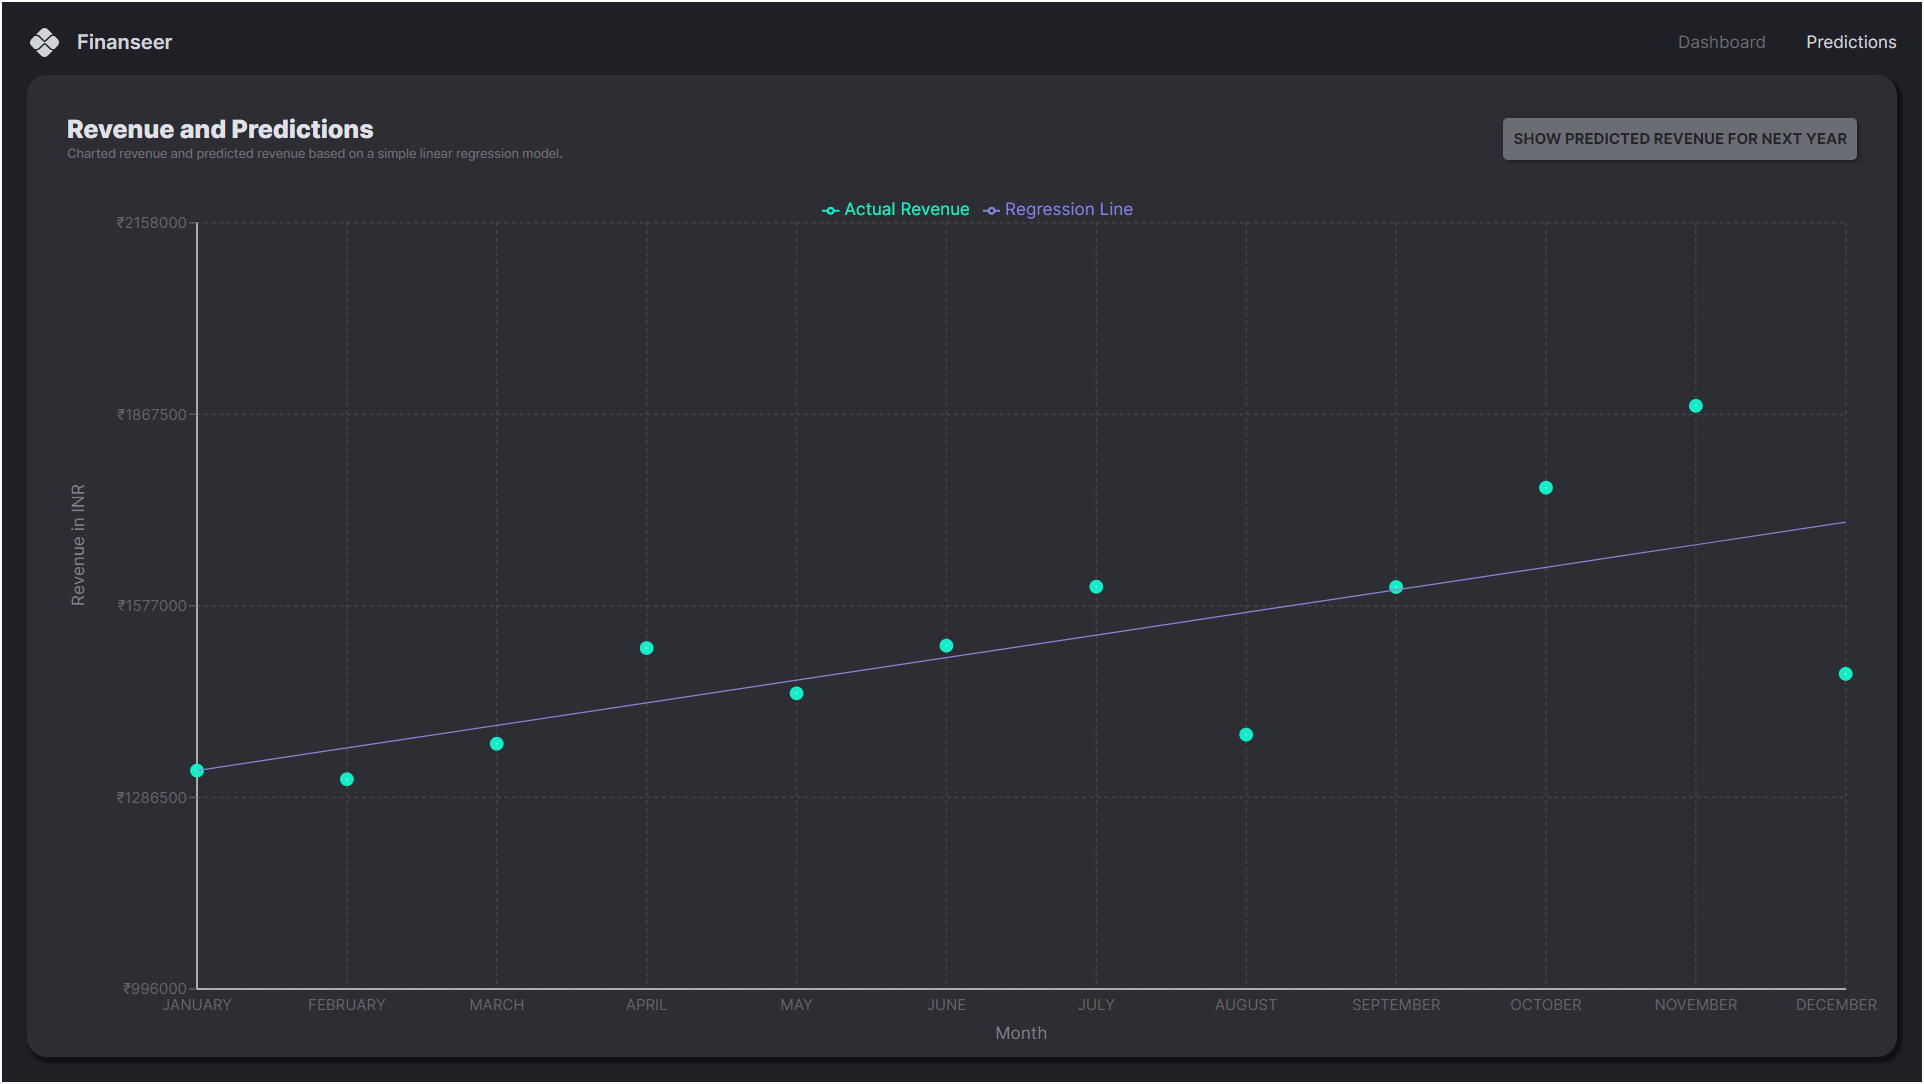 Finanseer
Dashboard
Predictions
Revenue and Predictions
Charted revenue and predicted revenue based on a simple linear regression model.
SHOW PREDICTED REVENUE FOR NEXT YEAR
Actual Revenue
Regression Line
₹2158000
₹1867500
₹1577000
₹1286500
₹996000
Revenue in INR
JANUARY
FEBRUARY
MARCH
APRIL
MAY
JUNE
JULY
AUGUST
SEPTEMBER
OCTOBER
NOVEMBER
DECEMBER
Month